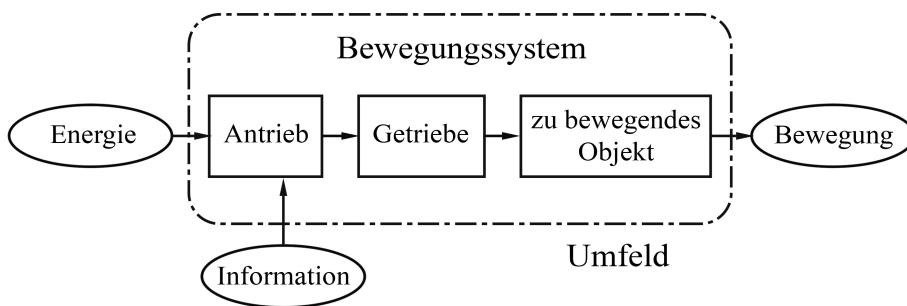 Bewegungssystem
Energie
Antrieb
Getriebe
zu bewegendes
Objekt
Bewegung
Information
Umfeld